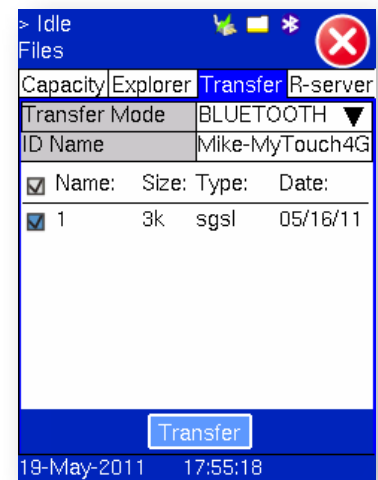 > Idle
Files
Capacity Explorer Transfer R-server
Transfer Mode BLUETOOTH
ID Name Mike-MyTouch4G
Name: Size: Type: Date:
1 3k sgsl 05/16/11
Transfer
19-May-2011 17:55:18